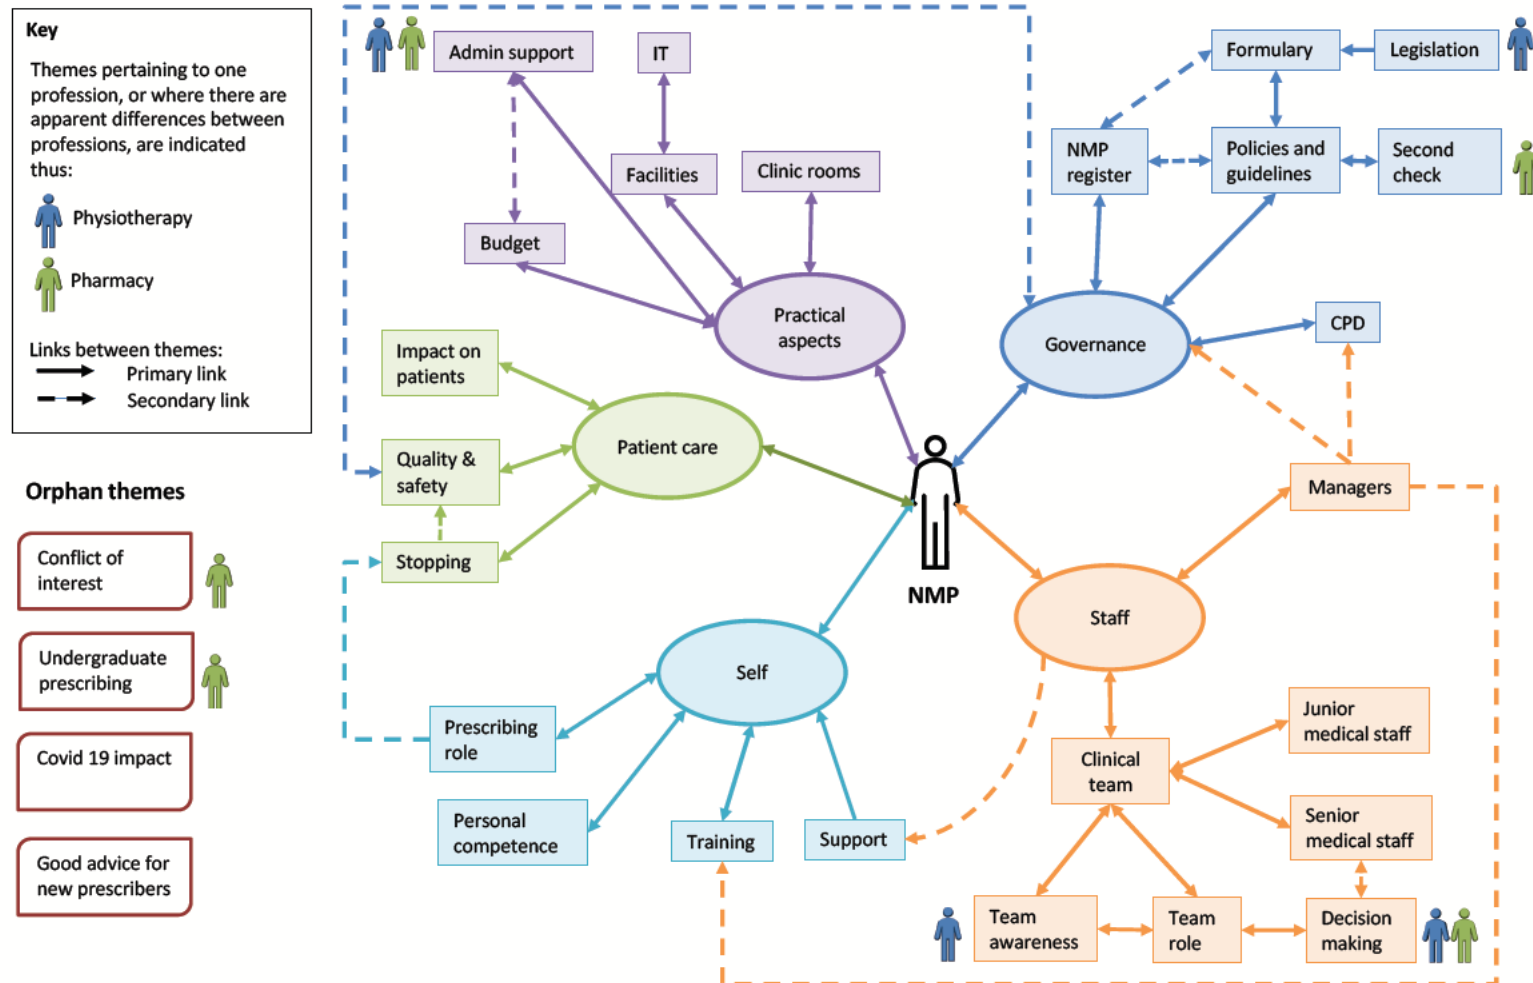 Key
Themes pertaining to one
profession, or where there are
apparent differences between
professions, are indicated
thus:
Physiotherapy
Pharmacy
Links between themes:
Primary link
Secondary link
Orphan themes
Conflict of
interest
Undergraduate
prescribing
Covid 19 impact
Good advice for
new prescribers
Admin support
IT
Facilities
Clinic rooms
Budget
Practical
aspects
Formulary
Legislation
NMP
register
Policies and
guidelines
Second
check
Governance
CPD
Impact on
patients
Quality &
safety
Stopping
Patient care
NMP
Managers
Staff
Self
Prescribing
role
Personal
competence
Training
Support
Clinical
team
Junior
medical staff
Senior
medical staff
Team
awareness
Team
role
Decision
making